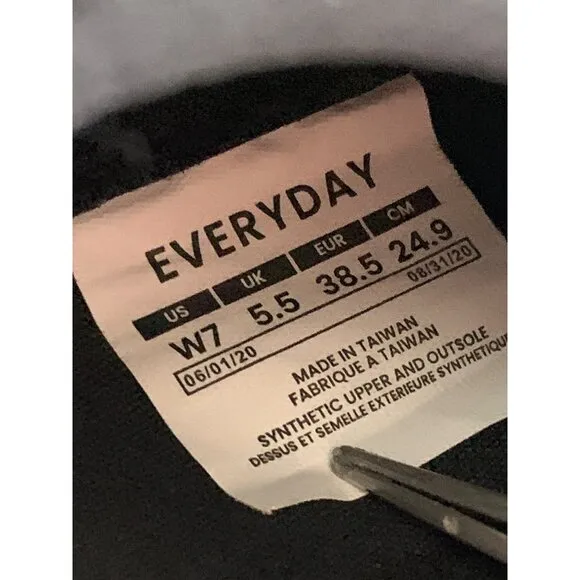 EVERYDAY
US UK EUR CM
W7 5.5 38.5 24.9
06/01/20 08/31/20
MADE IN TAIWAN
FABRIQUE A TAIWAN
SYNTHETIC UPPER AND OUTSOLE
DESSUS ET SEMELLE EXTERIEURE SYNTHETIQUE